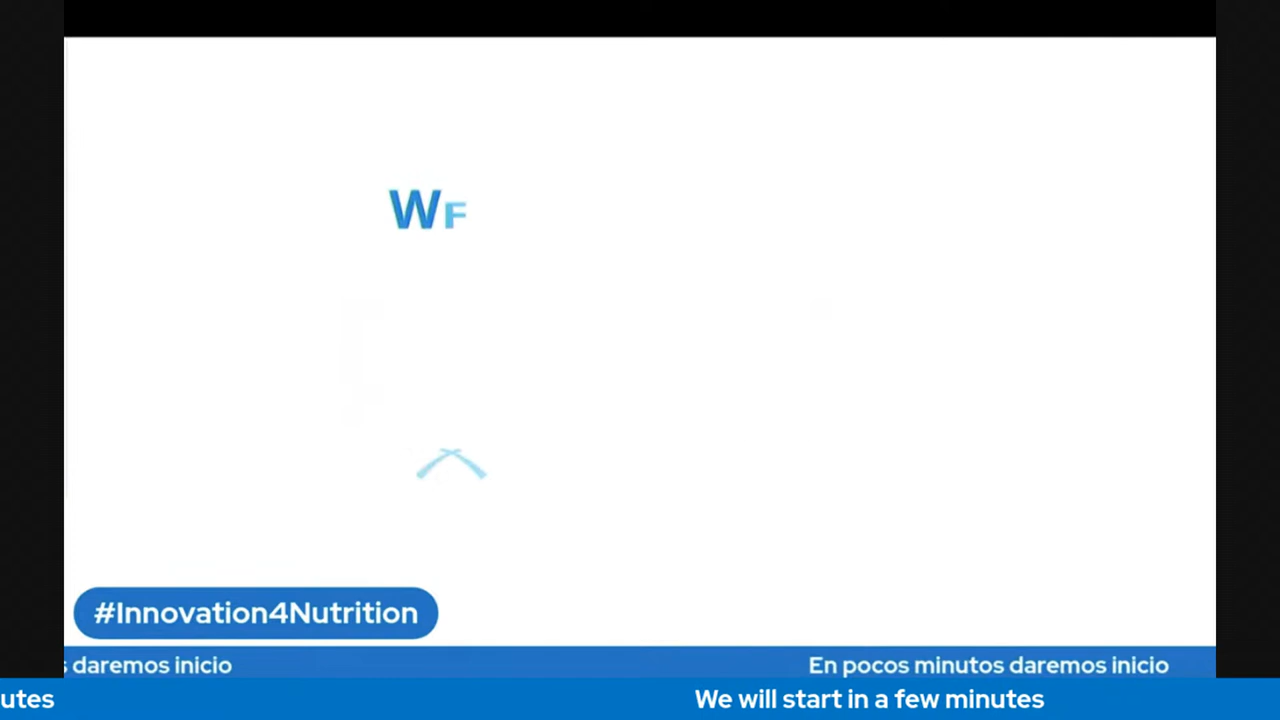 WF
#Innovation4Nutrition
s daremos inicio En pocos minutos daremos inicio
utes We will start in a few minutes